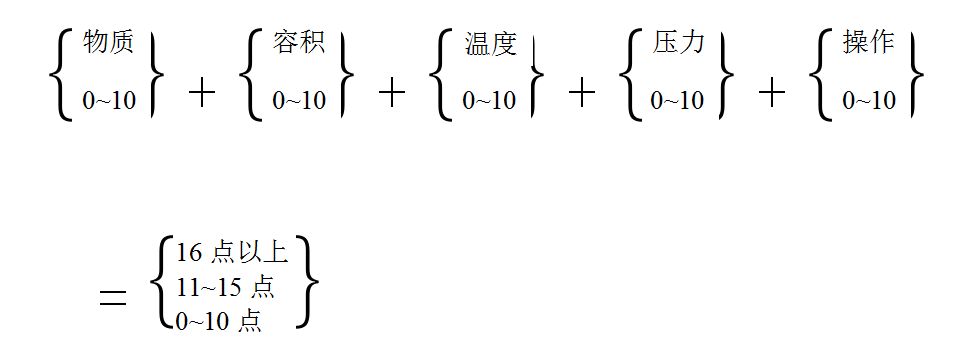 物质 容积 温度 压力 操作
0~10 + 0~10 + 0~10 + 0~10 + 0~10
16 点以上
= 11~15 点
0~10 点